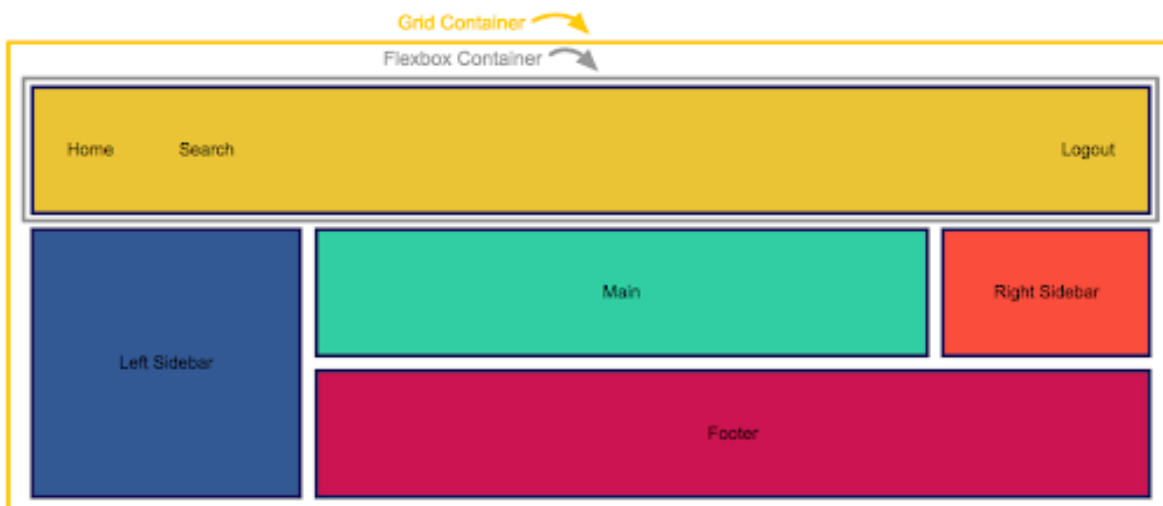 Grid Container
Flexbox Container
Home Search Logout
Main
Right Sidebar
Left Sidebar
Footer